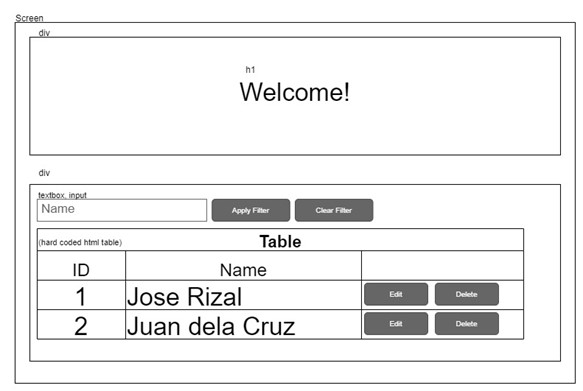 Screen
div
h1
Welcome!
div
textbox, input
Name Apply Filter Clear Filter
(hard coded html table) Table
ID Name
1 Jose Rizal Edit Delete
2 Juan dela Cruz Edit Delete